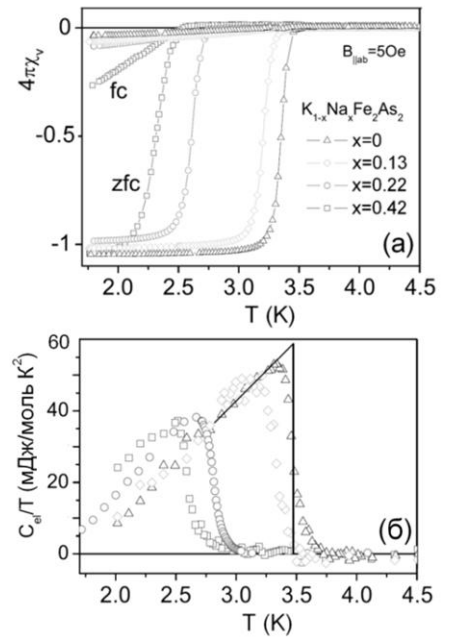 0
-0.5
-1
4πχᵥ
B||ab=5Oe
K1-xNaxFe2As2
x=0
x=0.13
x=0.22
x=0.42
fc
zfc
(a)
2.0 2.5 3.0 3.5 4.0 4.5
T (K)
60
40
20
0
Cel/T (мДж/моль K²)
(б)
2.0 2.5 3.0 3.5 4.0 4.5
T (K)